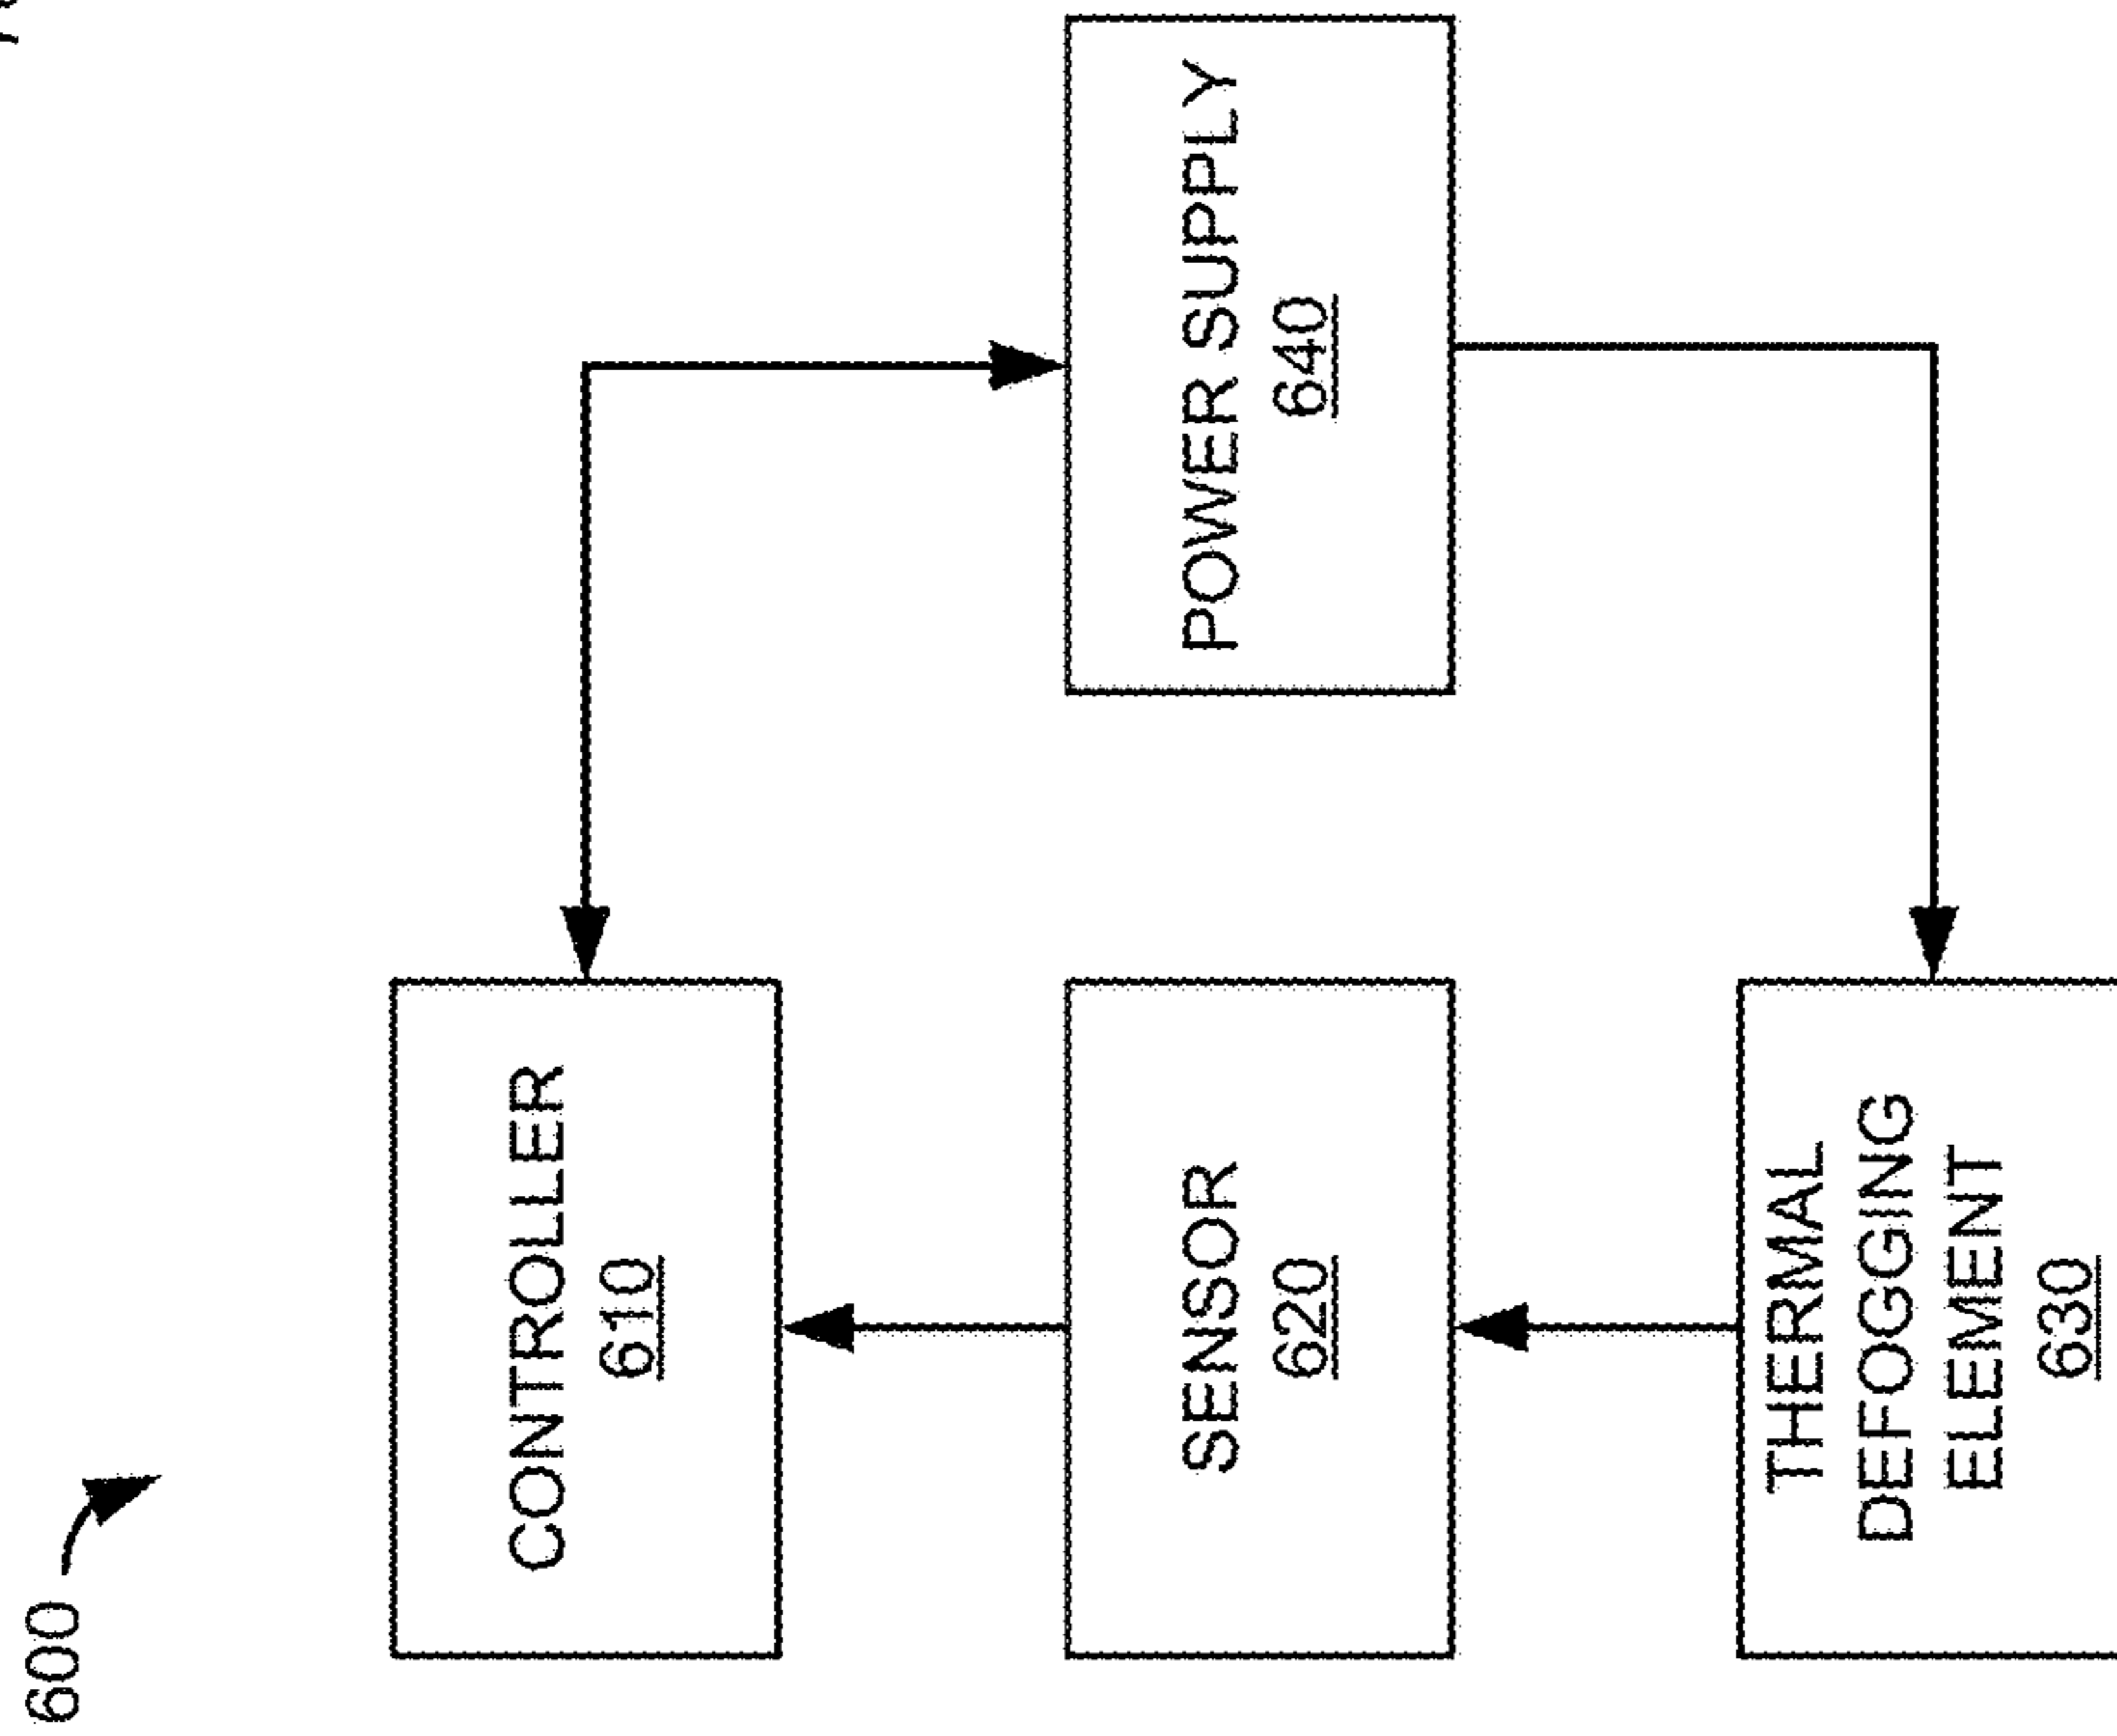 600
CONTROLLER
610
SENSOR
620
THERMAL
DEFOGGING
ELEMENT
630
POWER SUPPLY
640